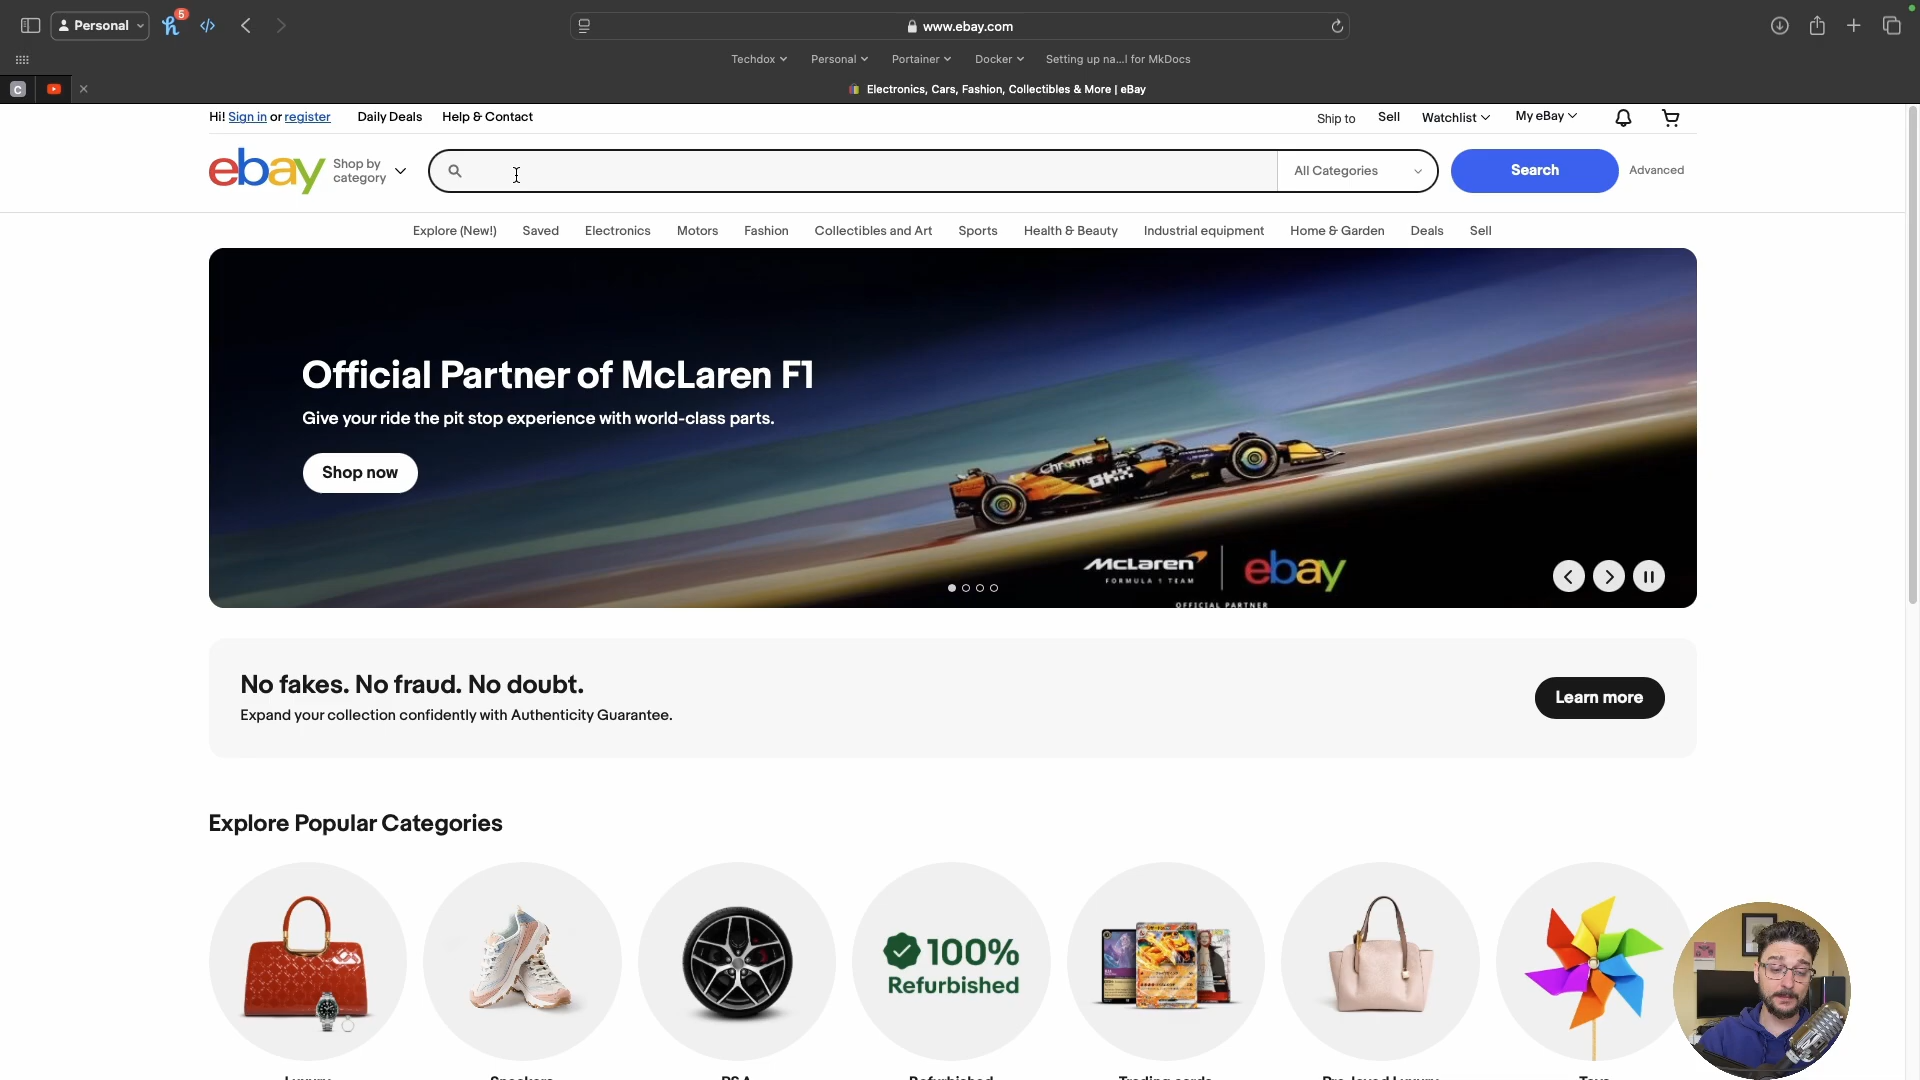 Personal
5
www.ebay.com
Techdox
Personal
Portainer
Docker
Setting up na...l for MkDocs
C
Electronics, Cars, Fashion, Collectibles & More | eBay
Hi! Sign in or register
Daily Deals
Help & Contact
Ship to
Sell
Watchlist
My eBay
ebay
Shop by
category
All Categories
Search
Advanced
Explore (New!)
Saved
Electronics
Motors
Fashion
Collectibles and Art
Sports
Health & Beauty
Industrial equipment
Home & Garden
Deals
Sell
Official Partner of McLaren F1
Give your ride the pit stop experience with world-class parts.
Shop now
Chrome
OKX
McLaren
FORMULA 1 TEAM
ebay
OFFICIAL PARTNER
No fakes. No fraud. No doubt.
Expand your collection confidently with Authenticity Guarantee.
Learn more
Explore Popular Categories
100%
Refurbished
Luxury
Sneakers
P&A
Refurbished
Trading cards
Pre-loved Luxury
Toys